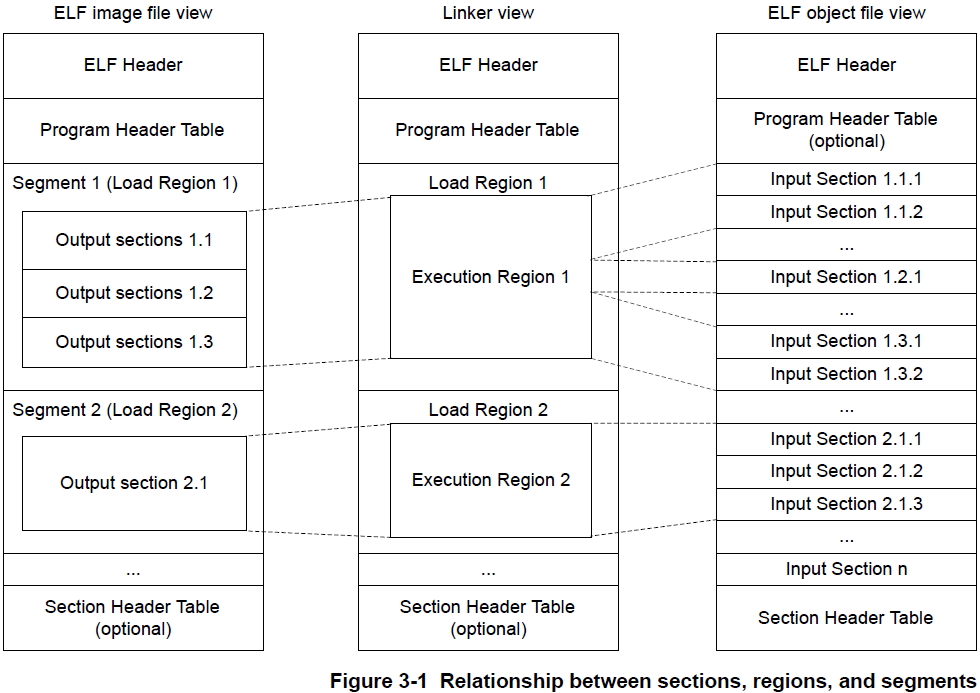 ELF image file view
ELF Header
Program Header Table
Segment 1 (Load Region 1)
Output sections 1.1
Output sections 1.2
Output sections 1.3
Segment 2 (Load Region 2)
Output section 2.1
...
Section Header Table
(optional)
Linker view
ELF Header
Program Header Table
Load Region 1
Execution Region 1
Load Region 2
Execution Region 2
...
Section Header Table
(optional)
ELF object file view
ELF Header
Program Header Table
(optional)
Input Section 1.1.1
Input Section 1.1.2
...
Input Section 1.2.1
...
Input Section 1.3.1
Input Section 1.3.2
...
Input Section 2.1.1
Input Section 2.1.2
Input Section 2.1.3
...
Input Section n
Section Header Table
Figure 3-1 Relationship between sections, regions, and segments